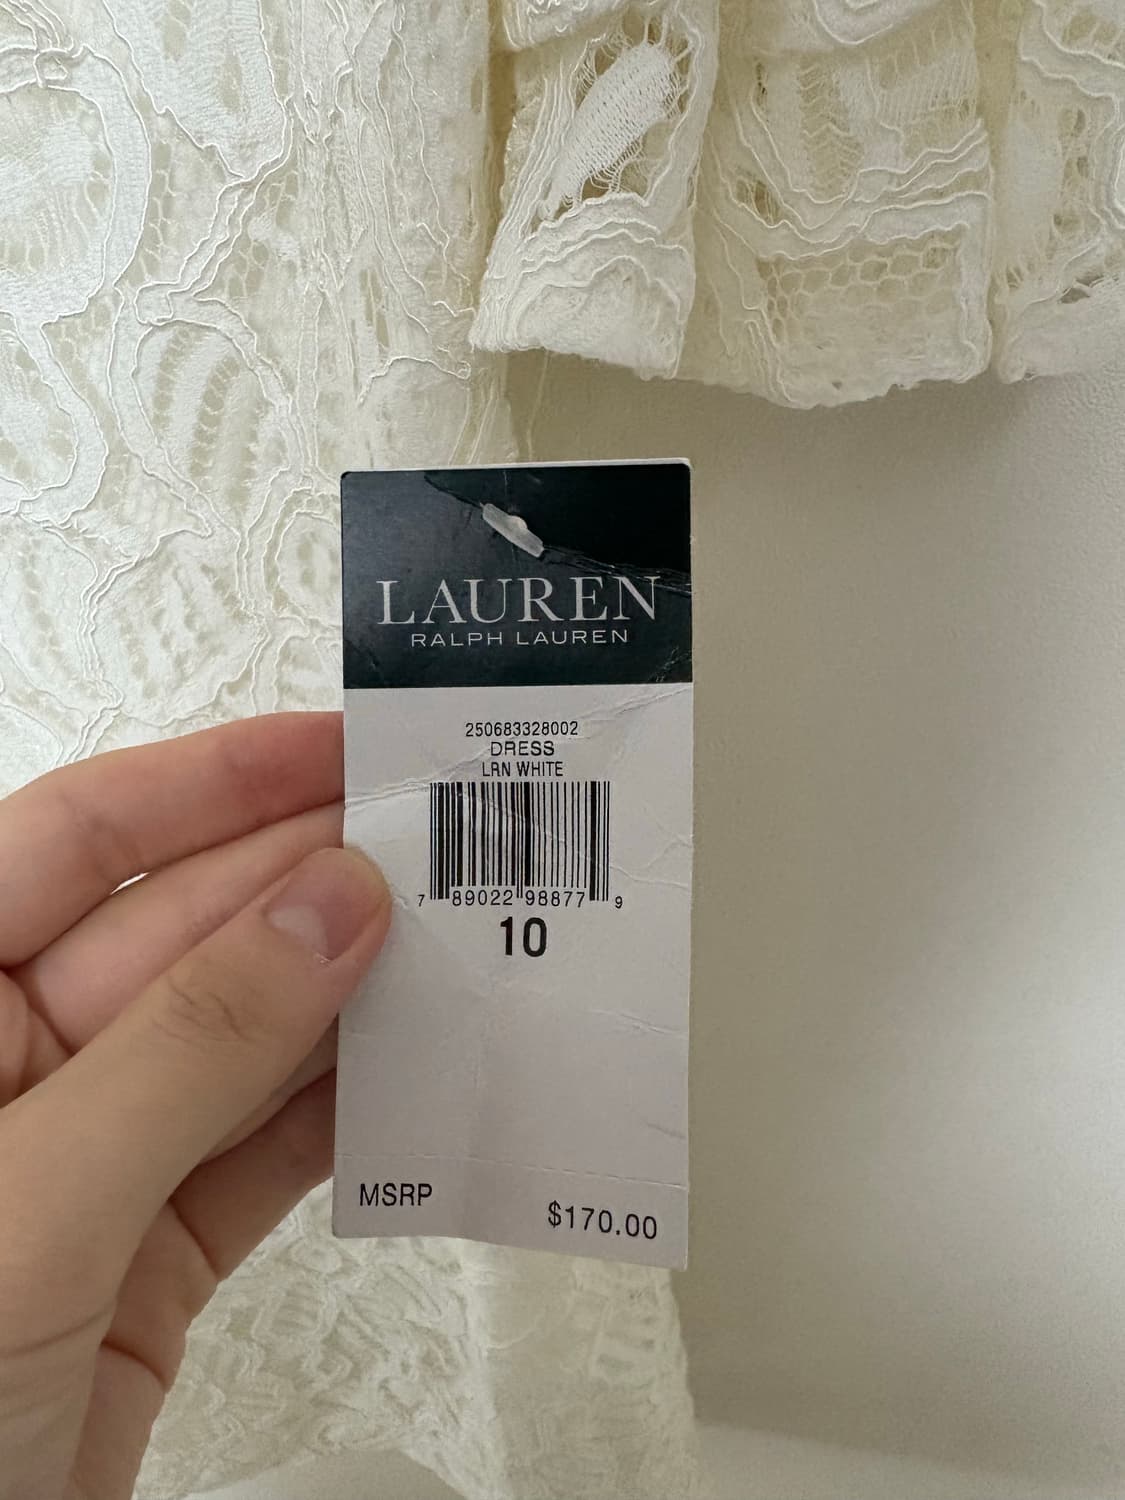 LAUREN
RALPH LAUREN
250683328002
DRESS
LRN WHITE
7 89022 98877 9
10
MSRP $170.00